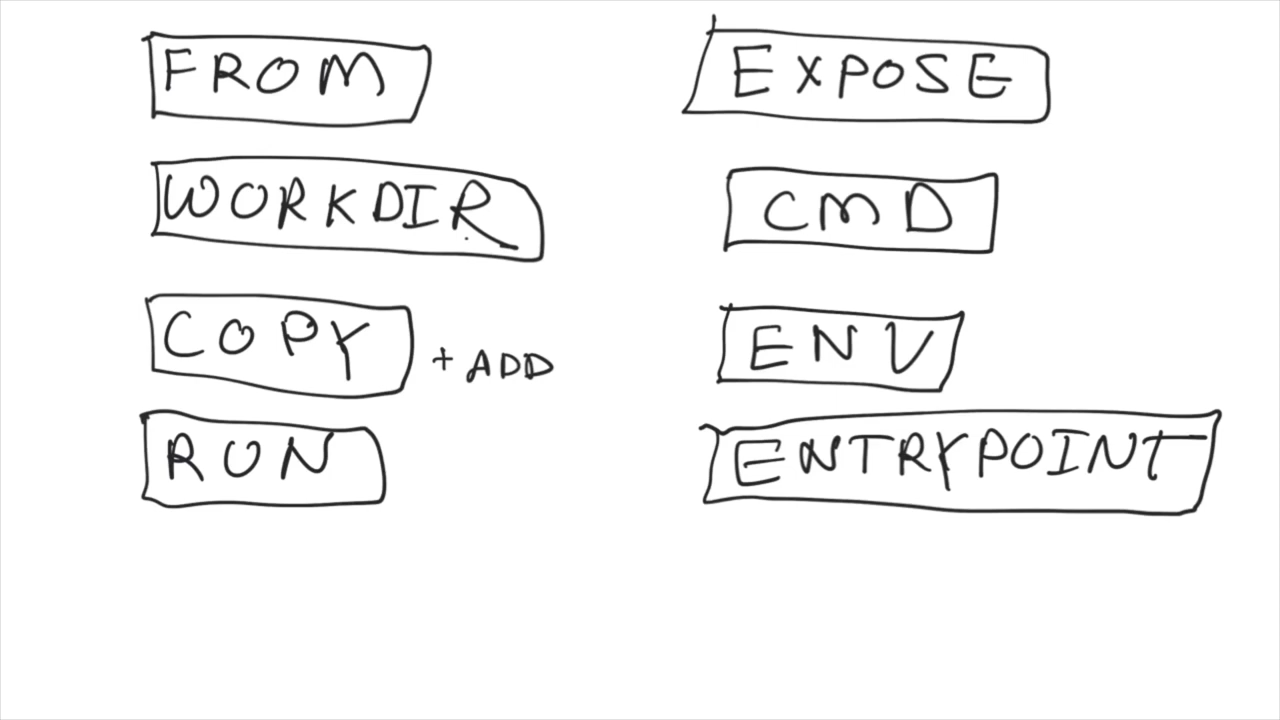 FROM
WORKDIR
COPY + ADD
RUN
EXPOSE
CMD
ENV
ENTRYPOINT